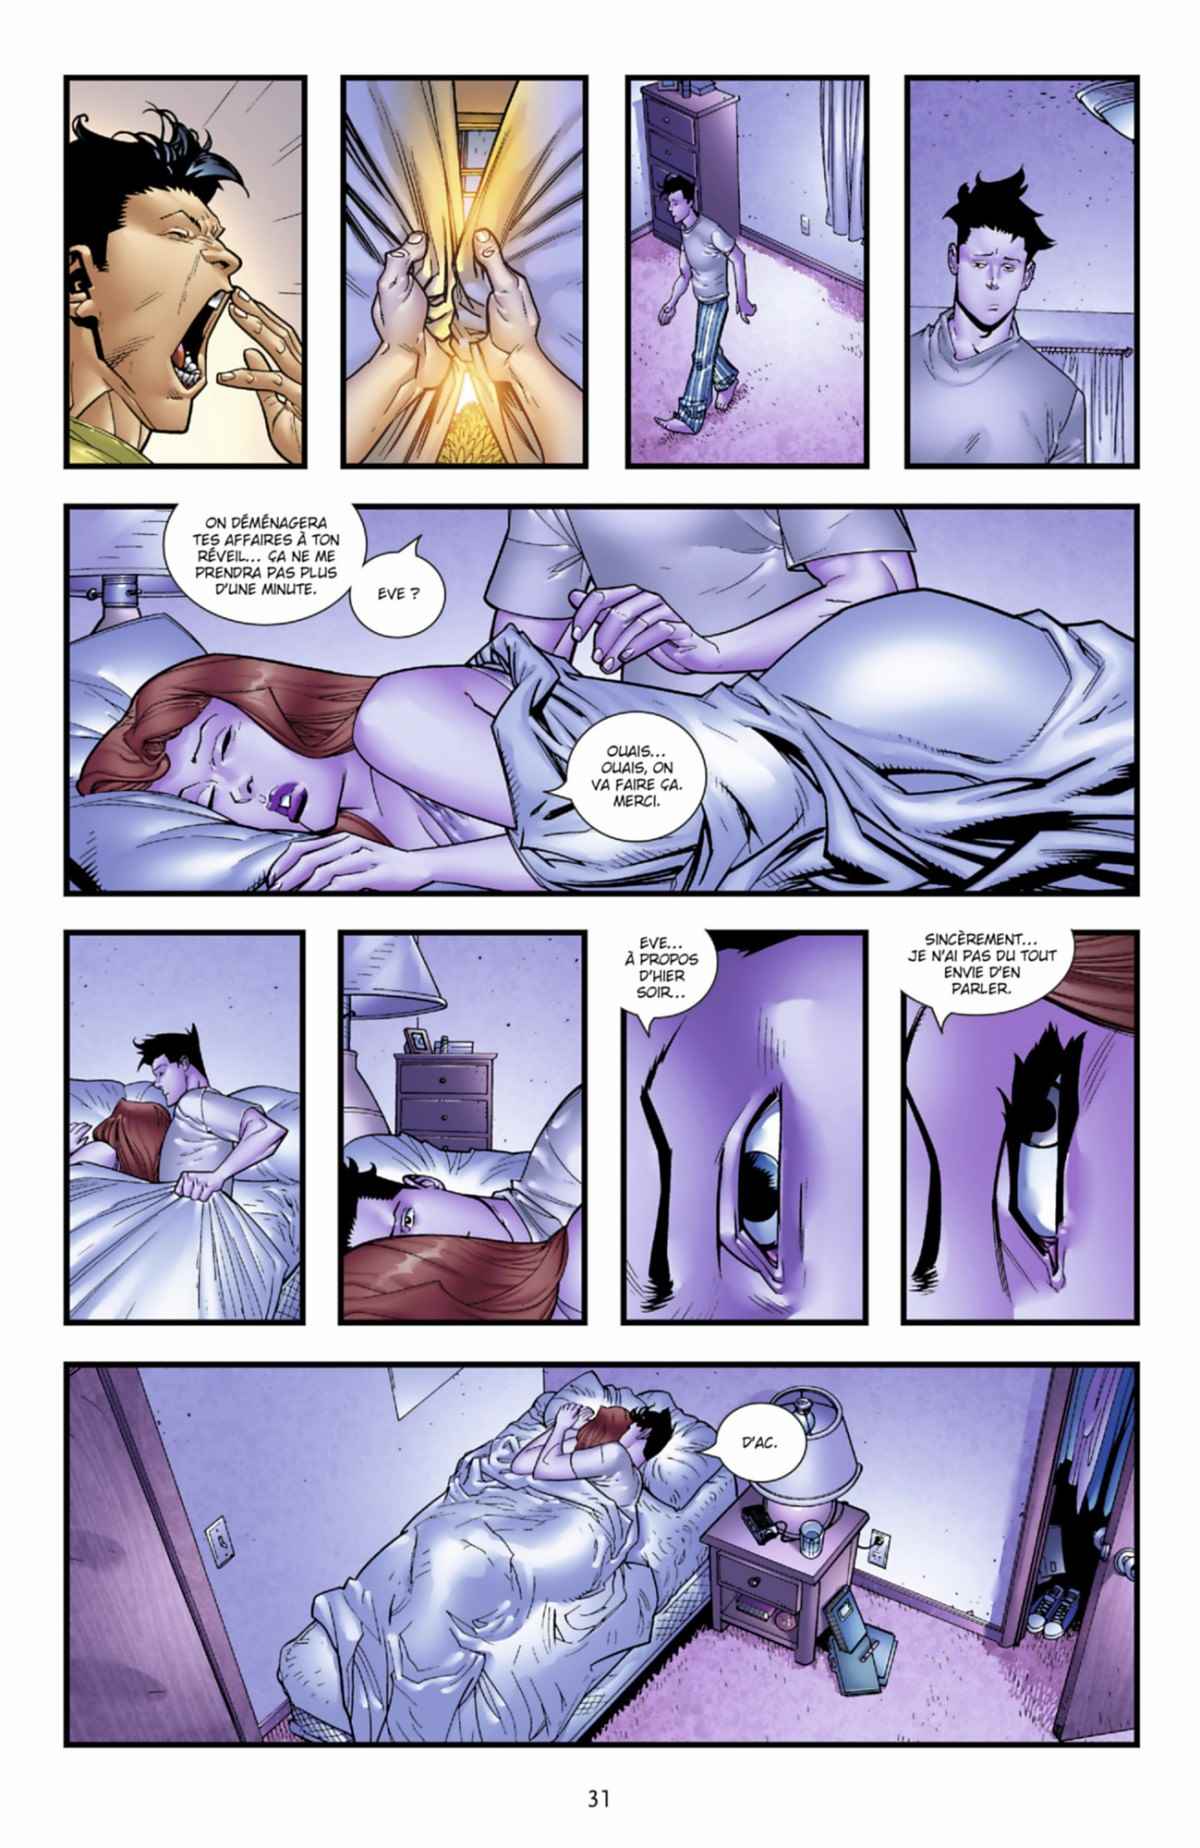 ON DÉMÉNAGERA
TES AFFAIRES À TON
RÉVEIL... ÇA NE ME
PRENDRA PAS PLUS
D'UNE MINUTE.
EVE ?
OUAIS...
OUAIS, ON
VA FAIRE ÇA.
MERCI.
EVE...
À PROPOS
D'HIER
SOIR...
SINCÈREMENT...
JE N'AI PAS DU TOUT
ENVIE D'EN
PARLER.
D'AC.
31